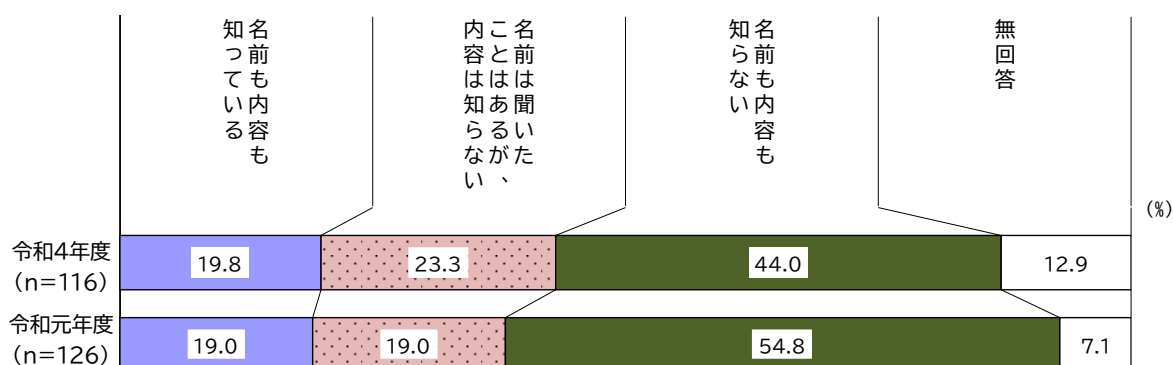 名前も内容も
知っている
名前は聞いた
ことはあるが、
内容は知らない
名前も内容も
知らない
無回答
(%)
令和4年度
(n=116)
19.8
23.3
44.0
12.9
令和元年度
(n=126)
19.0
19.0
54.8
7.1